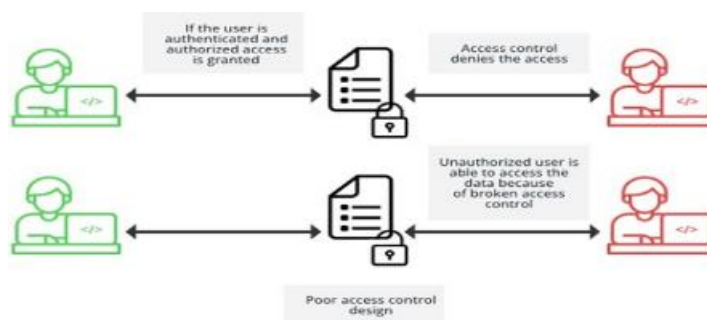 If the user is
authenticated and
authorized access
is granted
Access control
denies the access
</>
</>
Unauthorized user is
able to access the
data because
of broken access
control
</>
</>
Poor access control
design